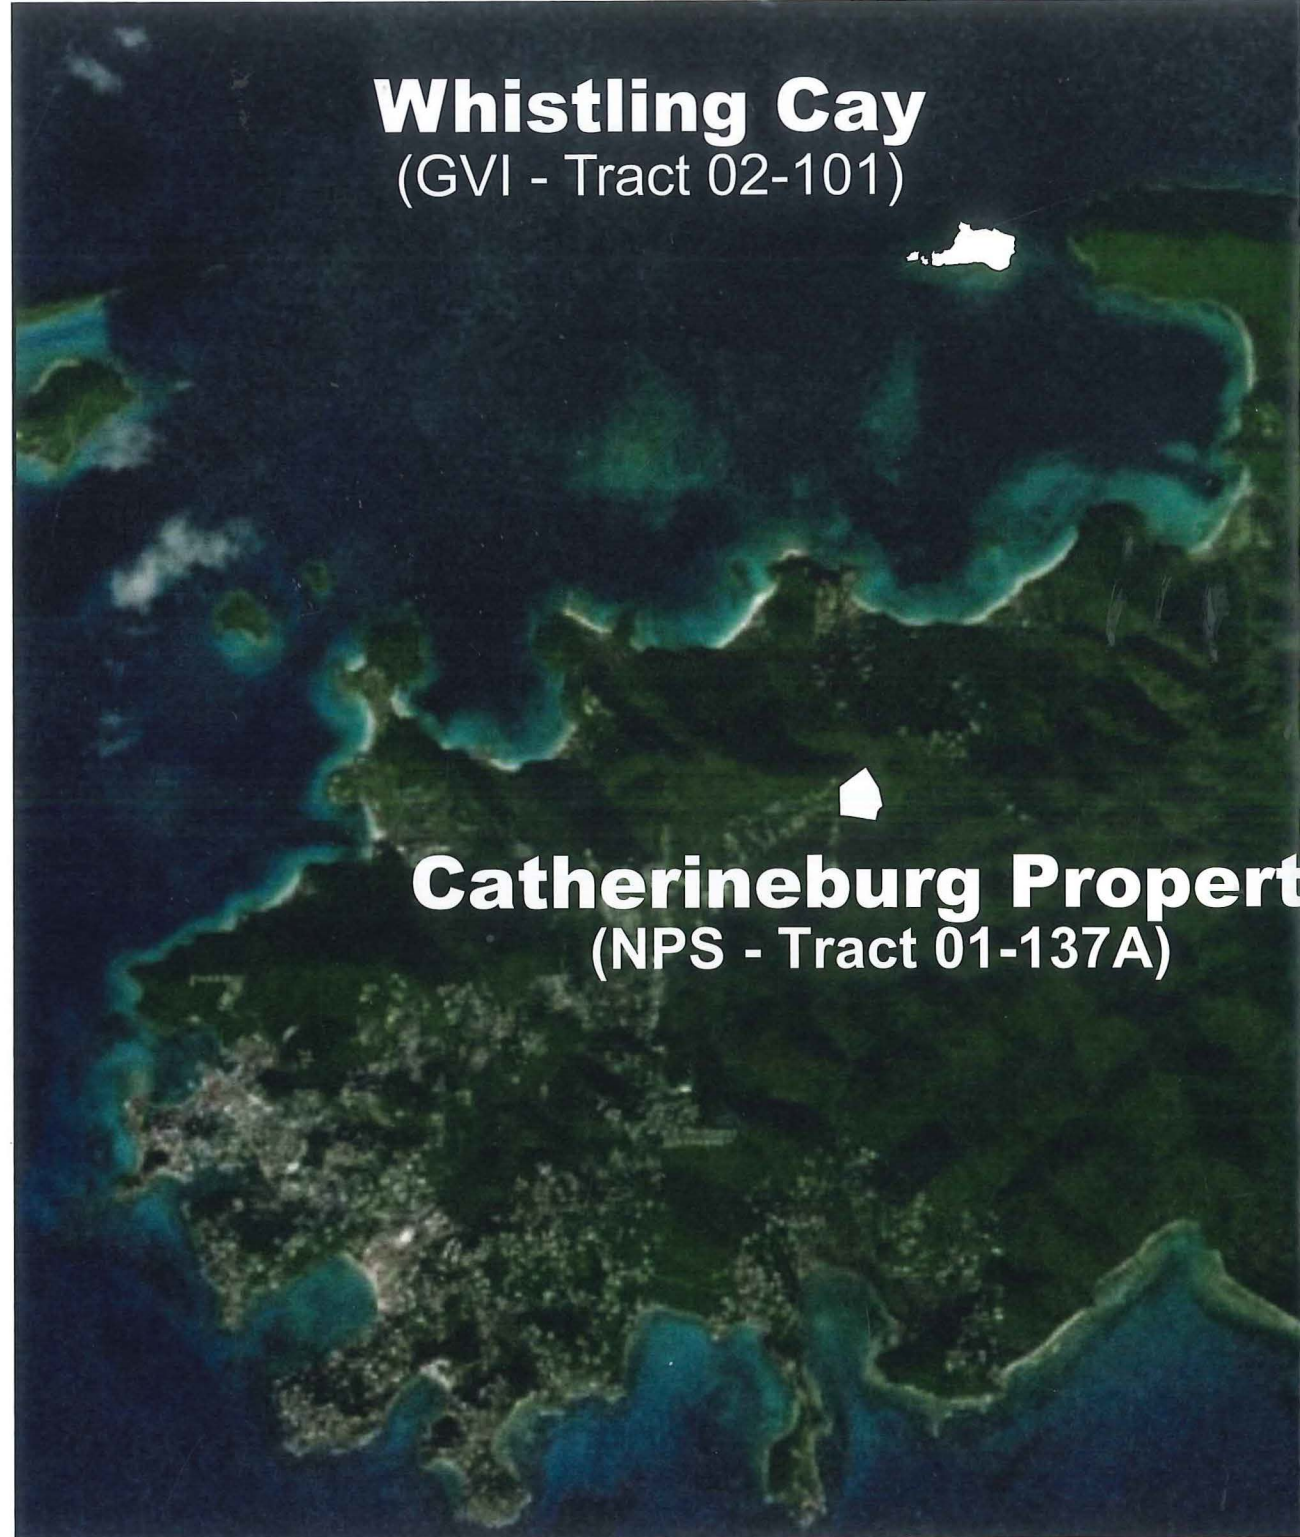 Whistling Cay
(GVI - Tract 02-101)
Catherineburg Propert
(NPS - Tract 01-137A)